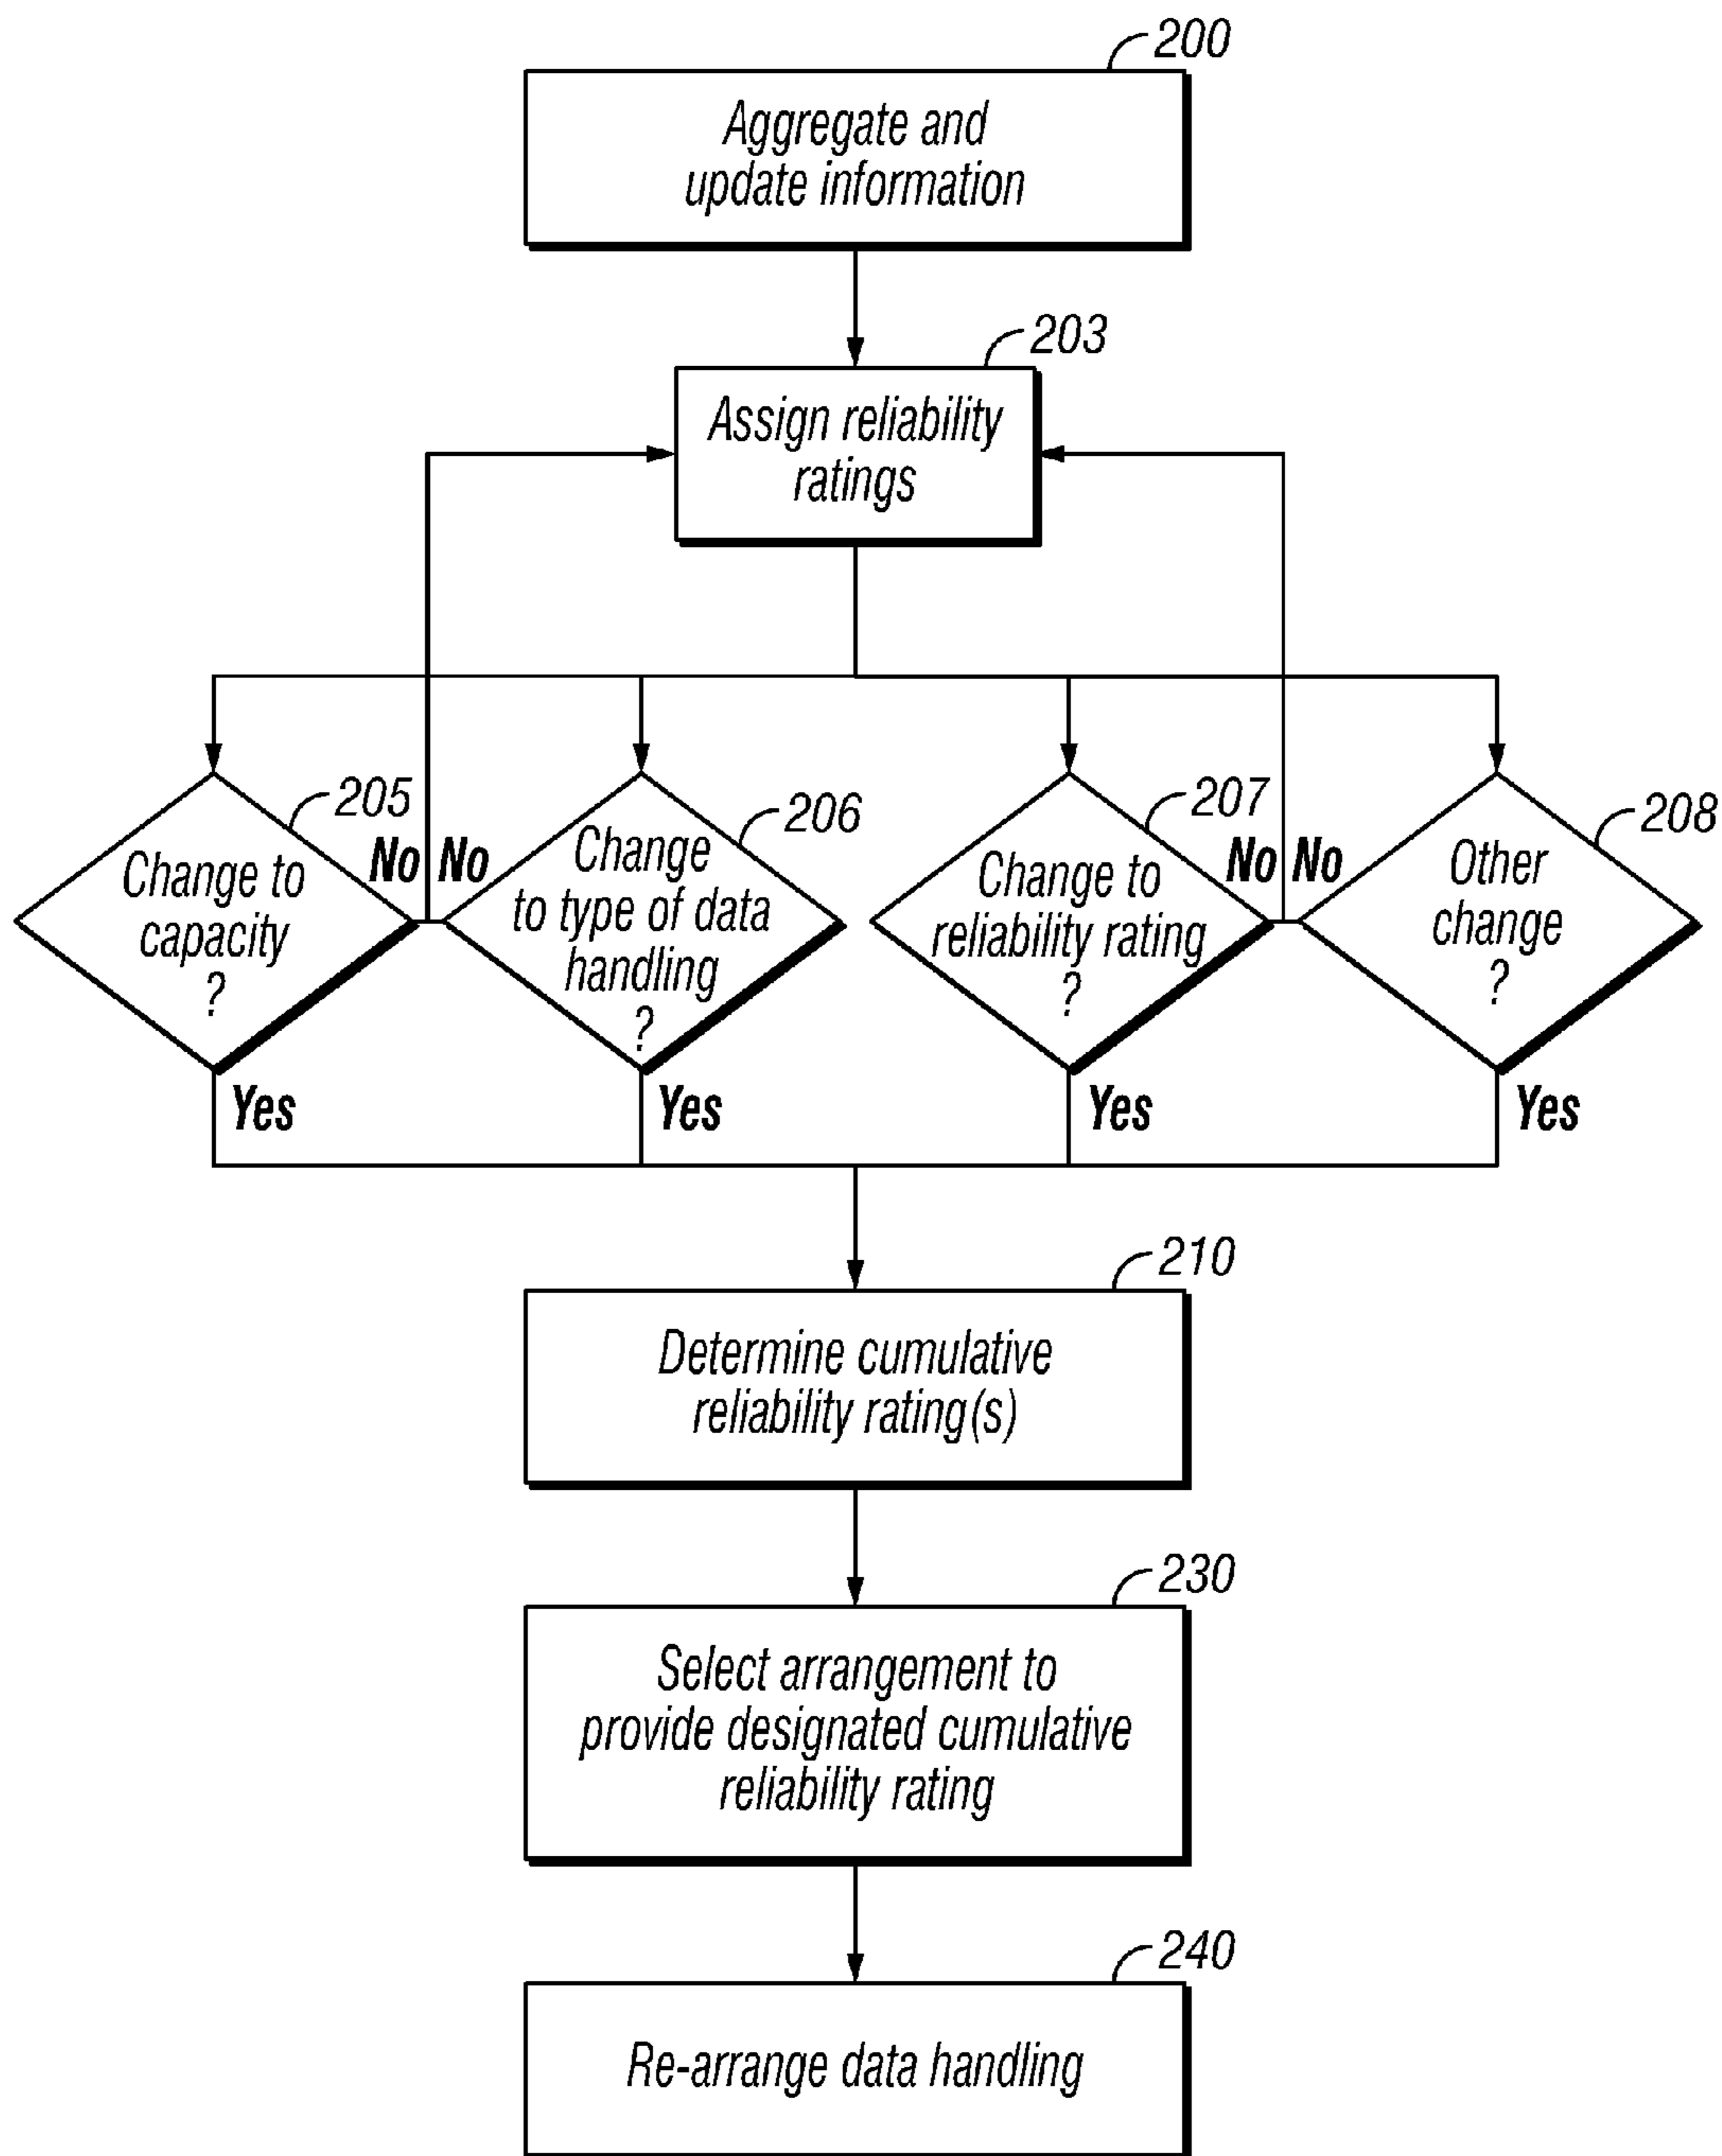 200
Aggregate and
update information
203
Assign reliability
ratings
205
Change to
capacity
?
No
No
206
Change
to type of data
handling
?
207
Change to
reliability rating
?
No
No
208
Other
change
?
Yes
Yes
Yes
Yes
210
Determine cumulative
reliability rating(s)
230
Select arrangement to
provide designated cumulative
reliability rating
240
Re-arrange data handling